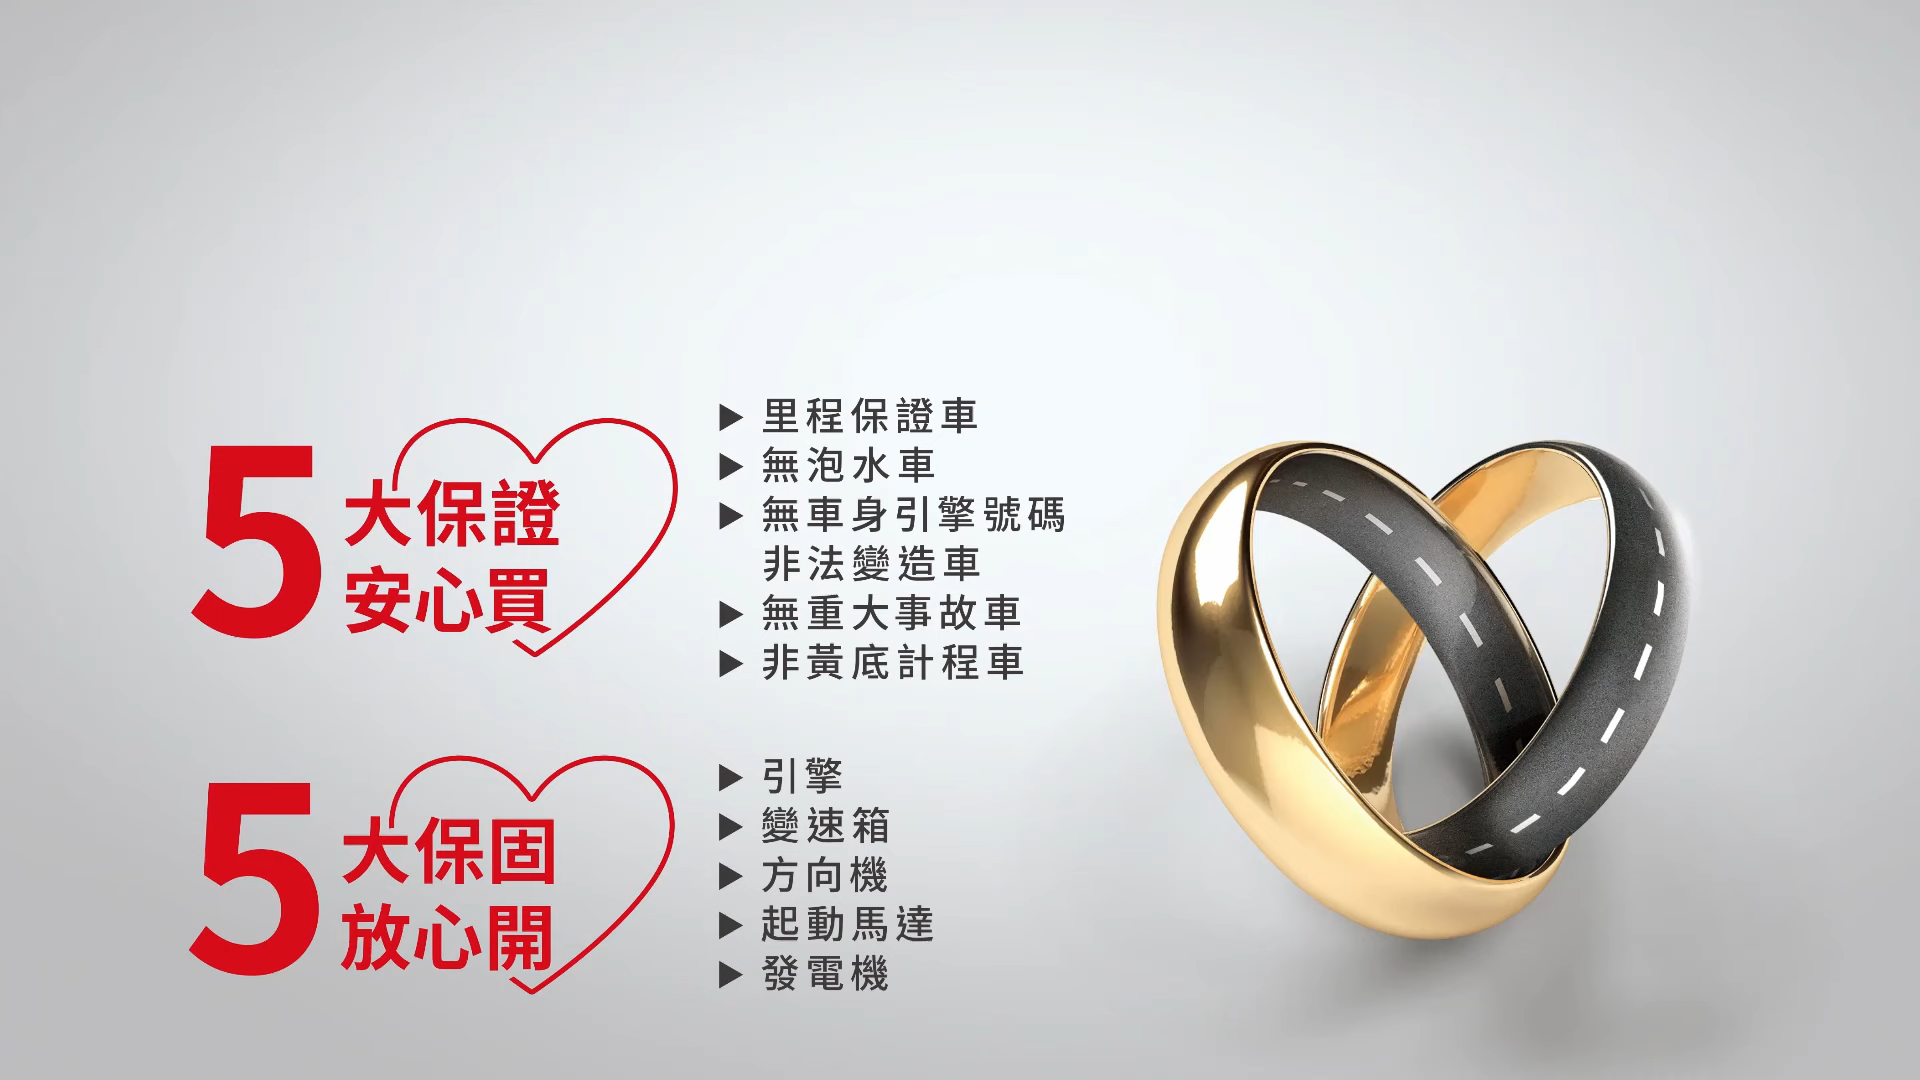 5大保證
安心買
▶ 里程保證車
▶ 無泡水車
▶ 無車身引擎號碼
非法變造車
▶ 無重大事故車
▶ 非黃底計程車
5大保固
放心開
▶ 引擎
▶ 變速箱
▶ 方向機
▶ 起動馬達
▶ 發電機